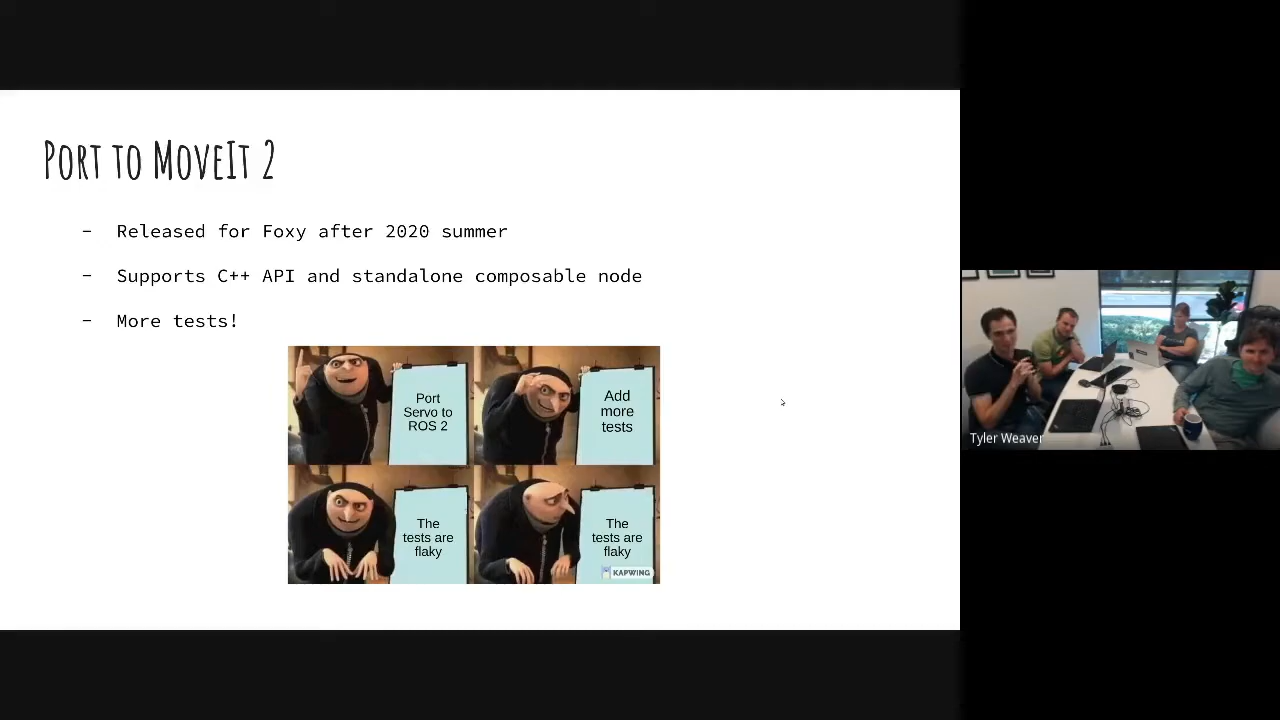 Port to MoveIt 2
- Released for Foxy after 2020 summer
- Supports C++ API and standalone composable node
- More tests!
Port
Servo to
ROS 2
Add
more
tests
The
tests are
flaky
The
tests are
flaky
KAPWING
Tyler Weaver